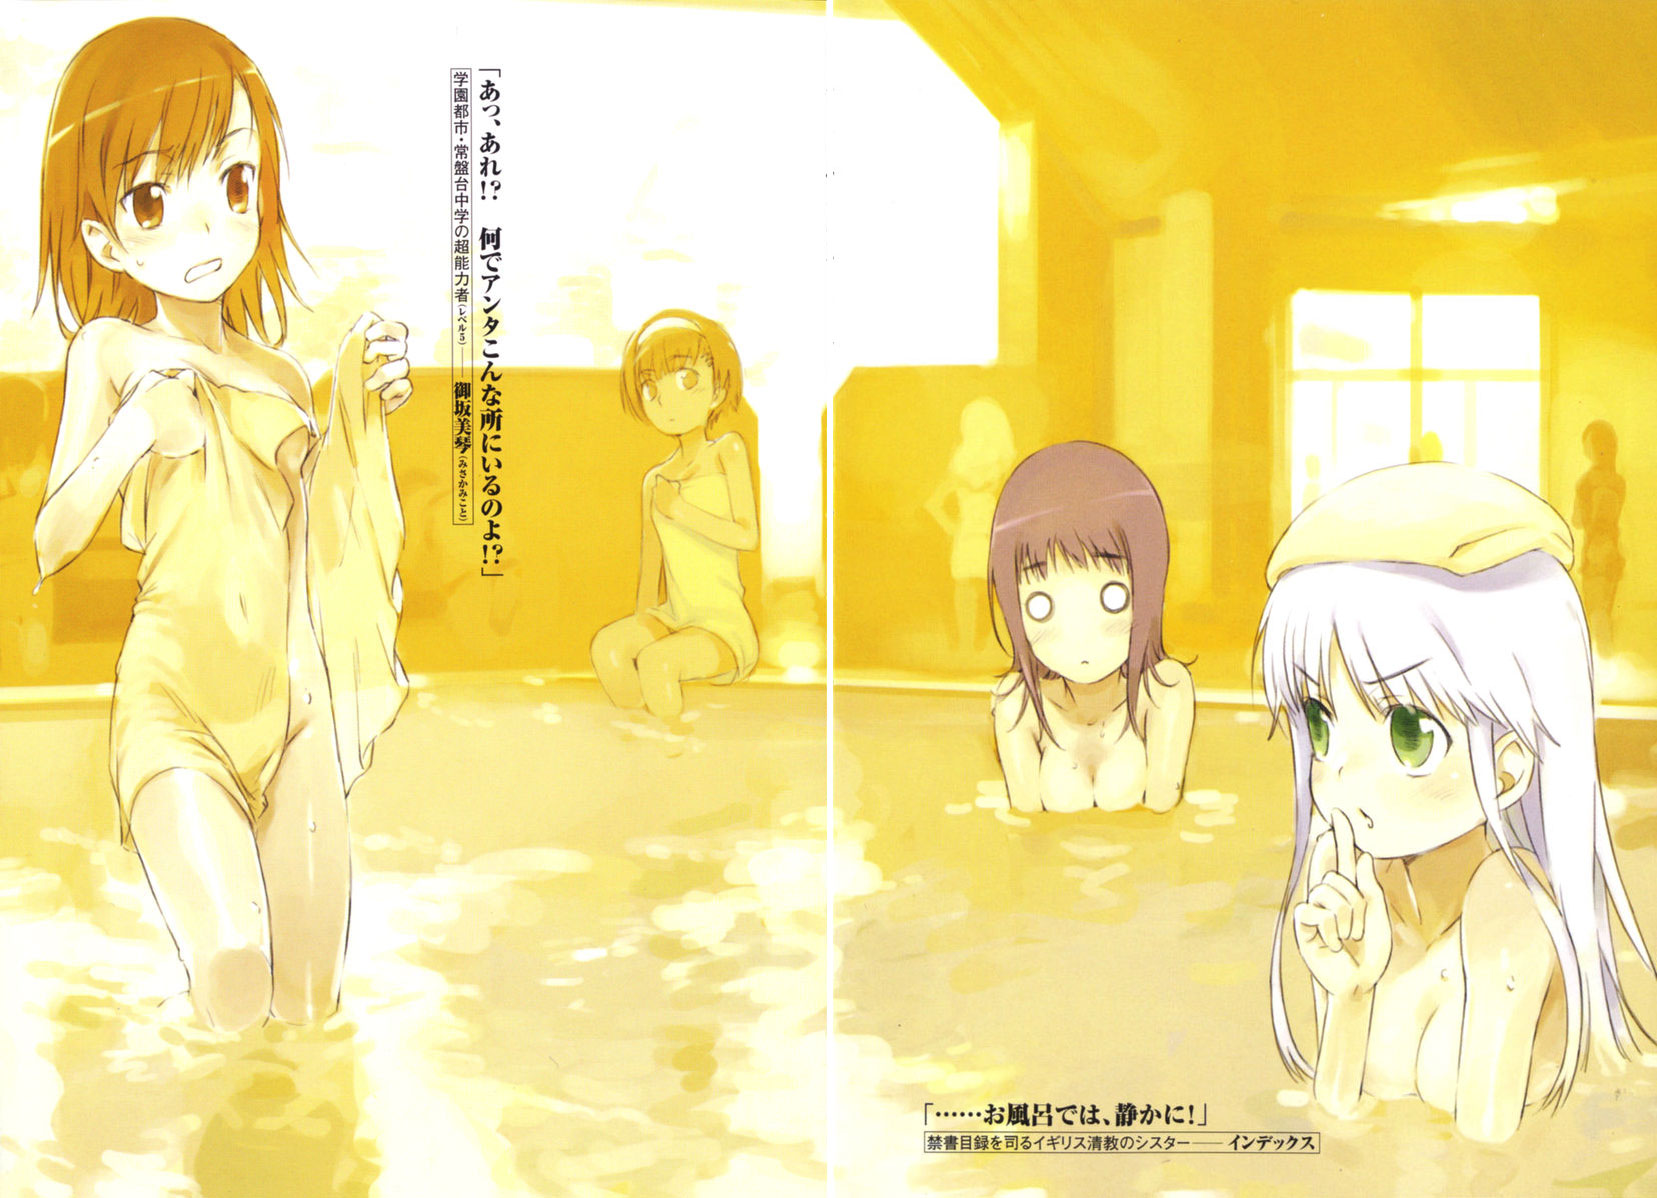 「あっ、あれ!?　何でアンタこんな所にいるのよ!?」
学園都市・常盤台中学の超能力者（レベル5）――御坂美琴（みさかみこと）
「……お風呂では、静かに!」
禁書目録を司るイギリス清教のシスター――インデックス